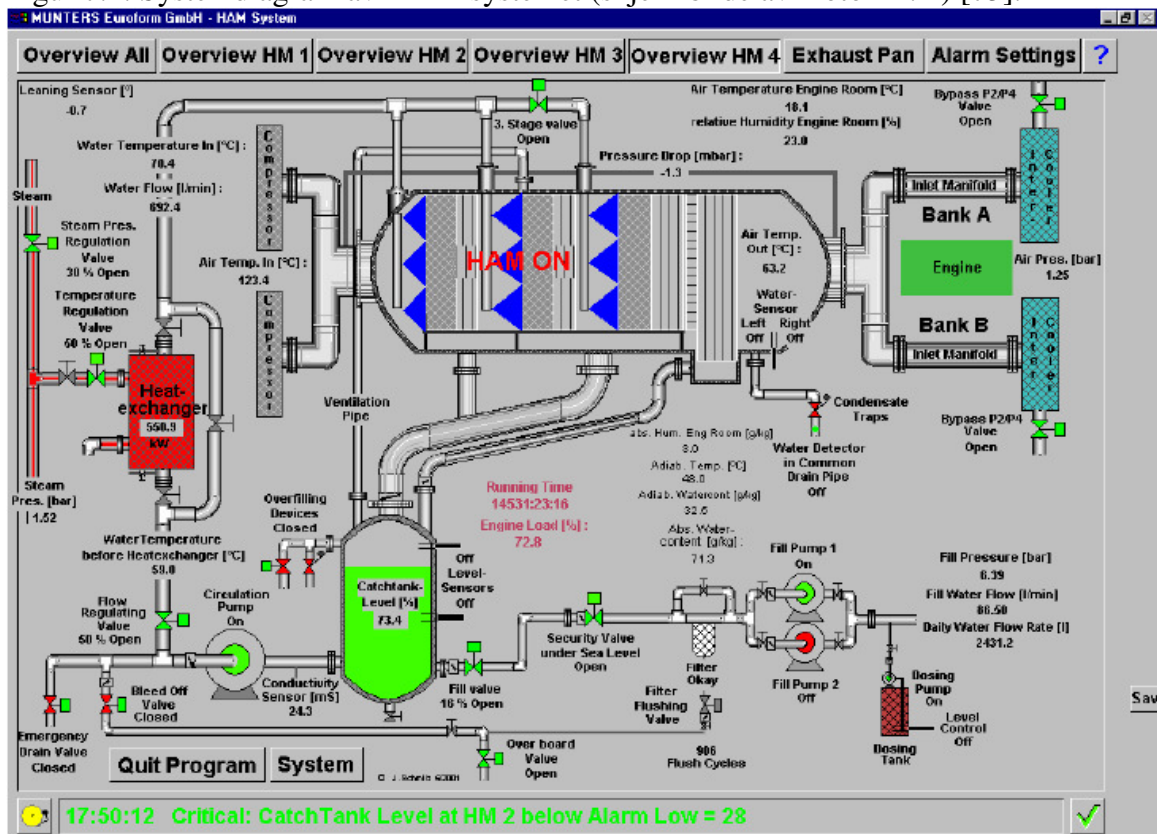 MUNTERS Euroform GmbH - HAM System
Overview All
Overview HM 1
Overview HM 2
Overview HM 3
Overview HM 4
Exhaust Pan
Alarm Settings
?
Leaning Sensor [º]
-0.7
Water Temperature In [ºC] :
70.4
Water Flow [l/min] :
692.4
Steam
Steam Pres.
Regulation
Valve
30 % Open
Temperature
Regulation
Valve
60 % Open
Compressor
Air Temp. In [ºC] :
123.4
Compressor
3. Stage valve
Open
Air Temperature Engine Room [ºC]
18.1
relative Humidity Engine Room [%]
23.0
Pressure Drop [mbar] :
-1.3
HAM ON
Air Temp.
Out [ºC] :
63.2
Water-
Sensor
Left Right
Off Off
Bypass P2/P4
Valve
Open
Inter Cooler
Inlet Manifold
Bank A
Engine
Air Pres. [bar]
1.25
Bank B
Inlet Manifold
Inter Cooler
Bypass P2/P4
Valve
Open
Heat-
exchanger
550.9
kW
Steam
Pres. [bar]
1.52
Ventilation
Pipe
Condensate
Traps
Water Detector
in Common
Drain Pipe
Off
abs. Hum. Eng Room [g/kg]
Adiab. Temp. [ºC]
48.0
Adiab. Watercont [g/kg]
32.5
Abs. Water-
content [g/kg] :
71.3
Running Time
14531:23:16
Engine Load [%] :
72.8
Overfilling
Devices
Closed
WaterTemperature
before Heatexchanger [ºC]
59.0
Flow
Regulating
Valve
50 % Open
Circulation
Pump
On
Catchtank-
Level [%]
73.4
Off
Level-
Sensors
Off
Conductivity
Sensor [mS]
24.3
Fill valve
16 % Open
Security Valve
under Sea Level
Open
Filter
Okay
Filter
Flushing
Valve
906
Flush Cycles
Fill Pump 1
On
Fill Pump 2
Off
Fill Pressure [bar]
6.39
Fill Water Flow [l/min]
86.50
Daily Water Flow Rate [l]
2431.2
Dosing
Pump
On
Level
Control
Off
Dosing
Tank
Bleed Off
Valve
Closed
Emergency
Drain Valve
Closed
Over board
Valve
Open
Quit Program
System
Sav
17:50:12 Critical: CatchTank Level at HM 2 below Alarm Low = 28